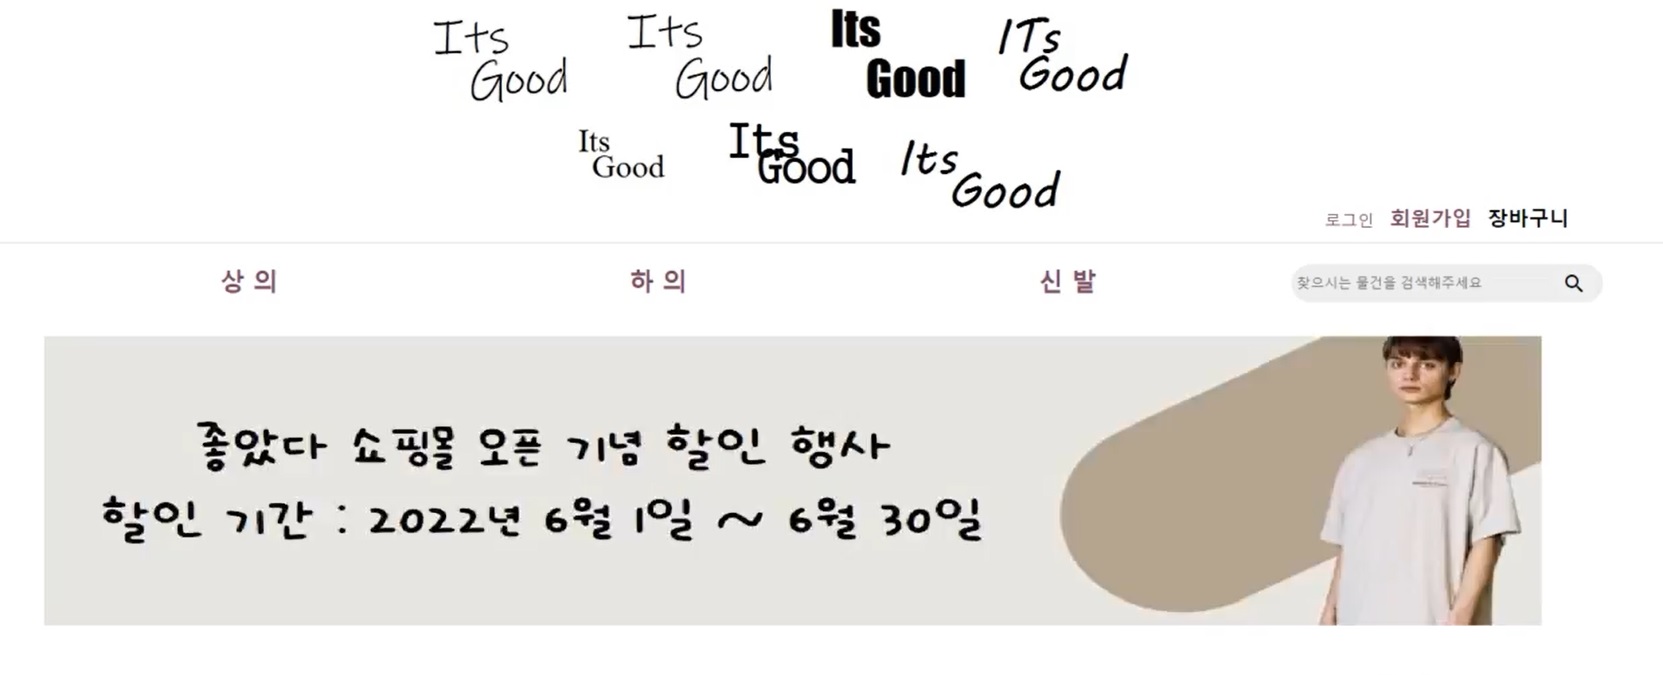 Its
Good
Its
Good
Its
Good
ITs
Good
Its
Good
Its
Good
Its
Good
로그인 회원가입 장바구니
상의 하의 신발 찾으시는 물건을 검색해주세요
좋았다 쇼핑몰 오픈 기념 할인 행사
할인 기간 : 2022년 6월 1일 ~ 6월 30일